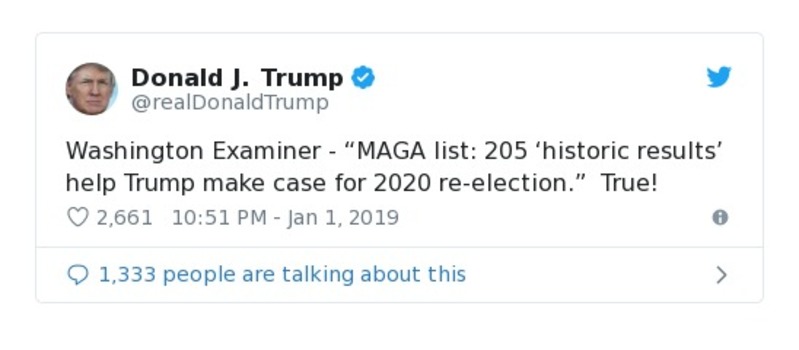 Donald J. Trump
@realDonaldTrump
Washington Examiner - “MAGA list: 205 ‘historic results’
help Trump make case for 2020 re-election.”  True!
2,661 10:51 PM - Jan 1, 2019
1,333 people are talking about this